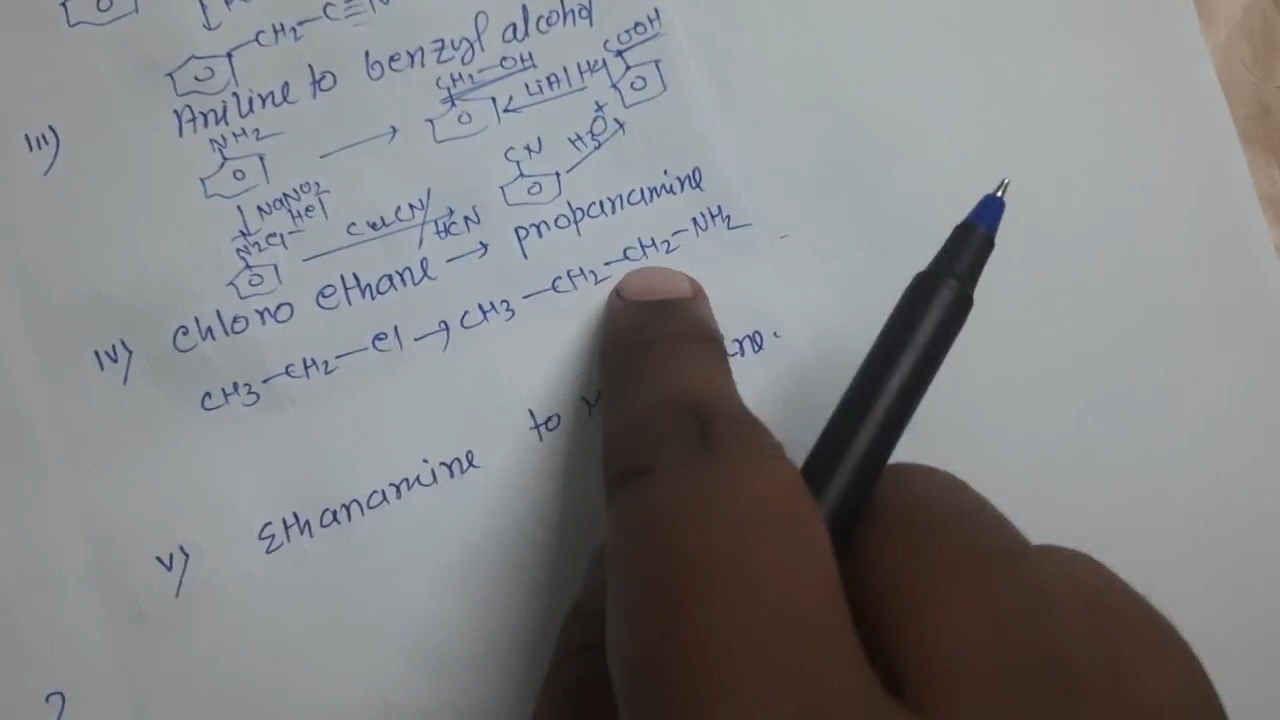 CH2-C≡N
III) Aniline to benzyl alcohol
NH2
CH2-OH
LiAlH4
COOH
NaNO2
HCl
N2Cl-
CuCN/
HCN
CN
H3O+
IV) Chloro ethane → propanamine
CH3-CH2-Cl → CH3-CH2-CH2-NH2
V) Ethanamine to